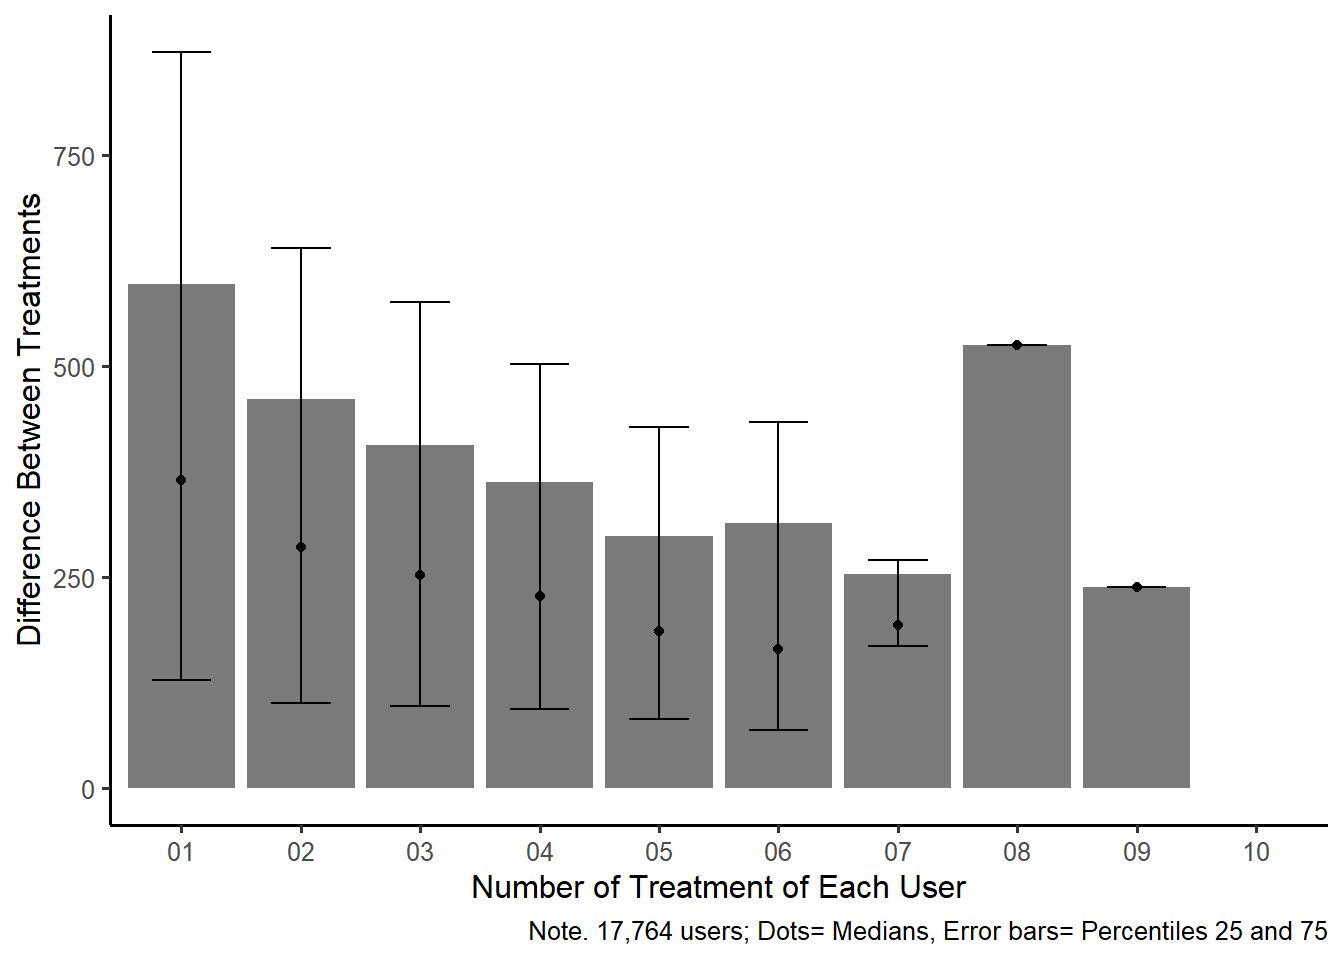 Difference Between Treatments
750
500
250
0
01 02 03 04 05 06 07 08 09 10
Number of Treatment of Each User
Note. 17,764 users; Dots= Medians, Error bars= Percentiles 25 and 75